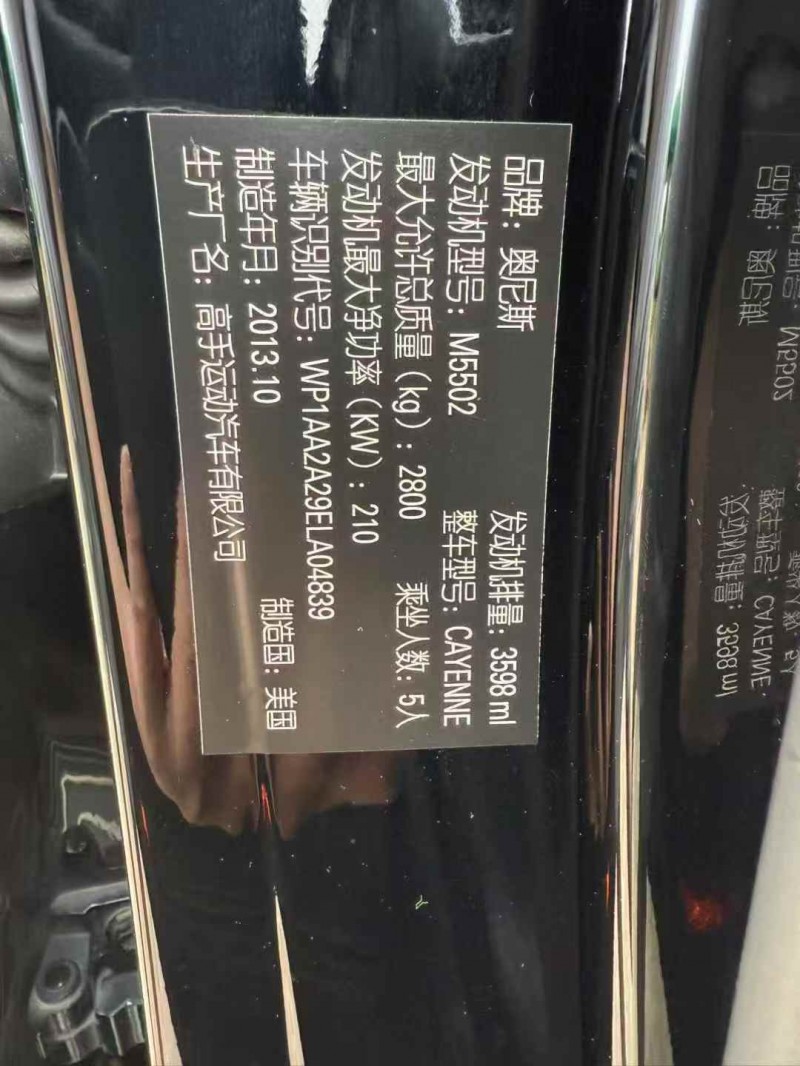 品牌：奥尼斯 发动机排量：3598 ml
发动机型号：M5502 整车型号：CAYENNE
最大允许总质量（kg）：2800 乘坐人数：5人
发动机最大净功率（KW）：210
车辆识别代号：WP1AA2A29ELA04839
制造年月：2013.10 制造国：美国
生产厂名：高手运动汽车有限公司